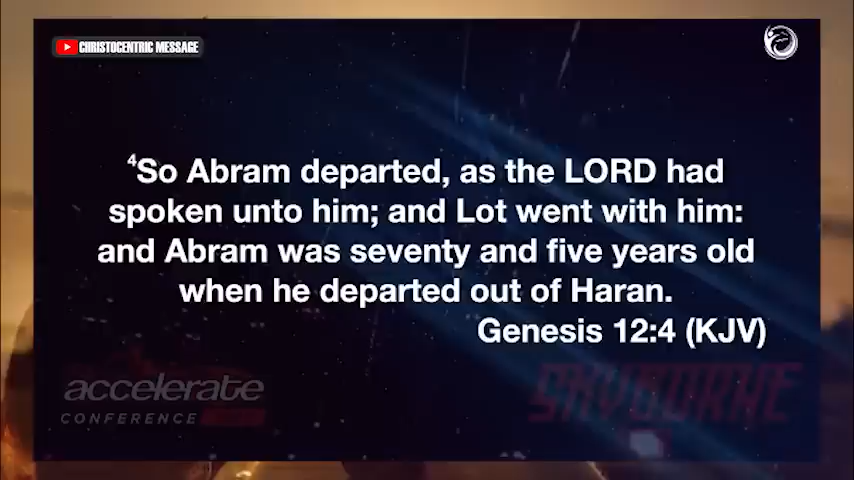 CHRISTOCENTRIC MESSAGE
4So Abram departed, as the LORD had
spoken unto him; and Lot went with him:
and Abram was seventy and five years old
when he departed out of Haran.
Genesis 12:4 (KJV)
accelerate
CONFERENCE